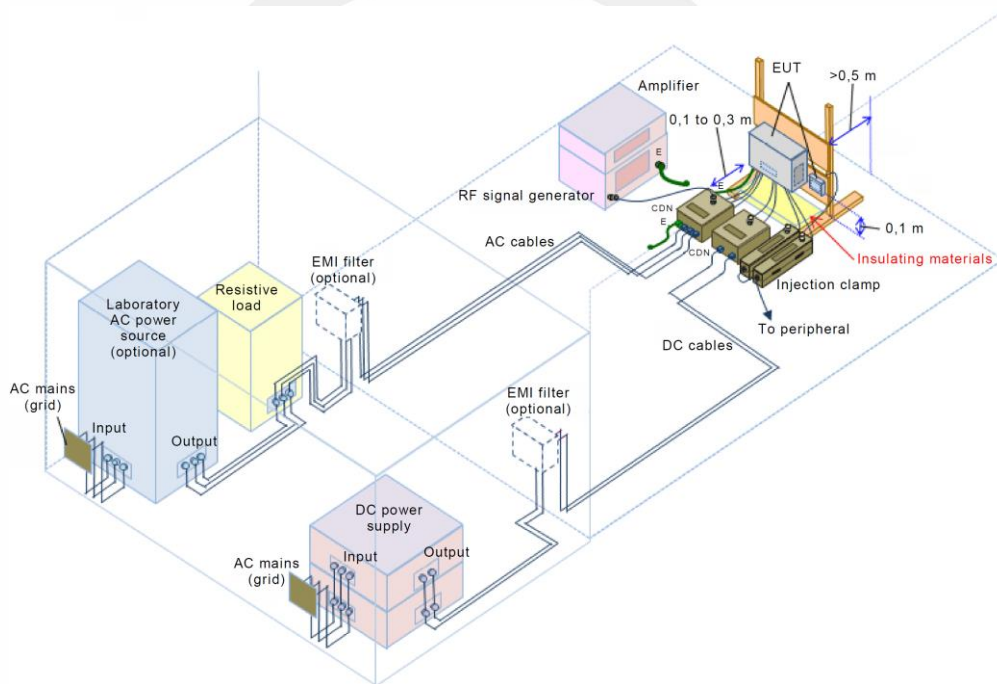 EUT
>0,5 m
Amplifier
0,1 to 0,3 m
E
E
RF signal generator
CDN
E
CDN
0,1 m
Insulating materials
Injection clamp
To peripheral
AC cables
DC cables
EMI filter
(optional)
Resistive
load
Laboratory
AC power
source
(optional)
AC mains
(grid)
Input
Output
EMI filter
(optional)
DC power
supply
Input
Output
AC mains
(grid)